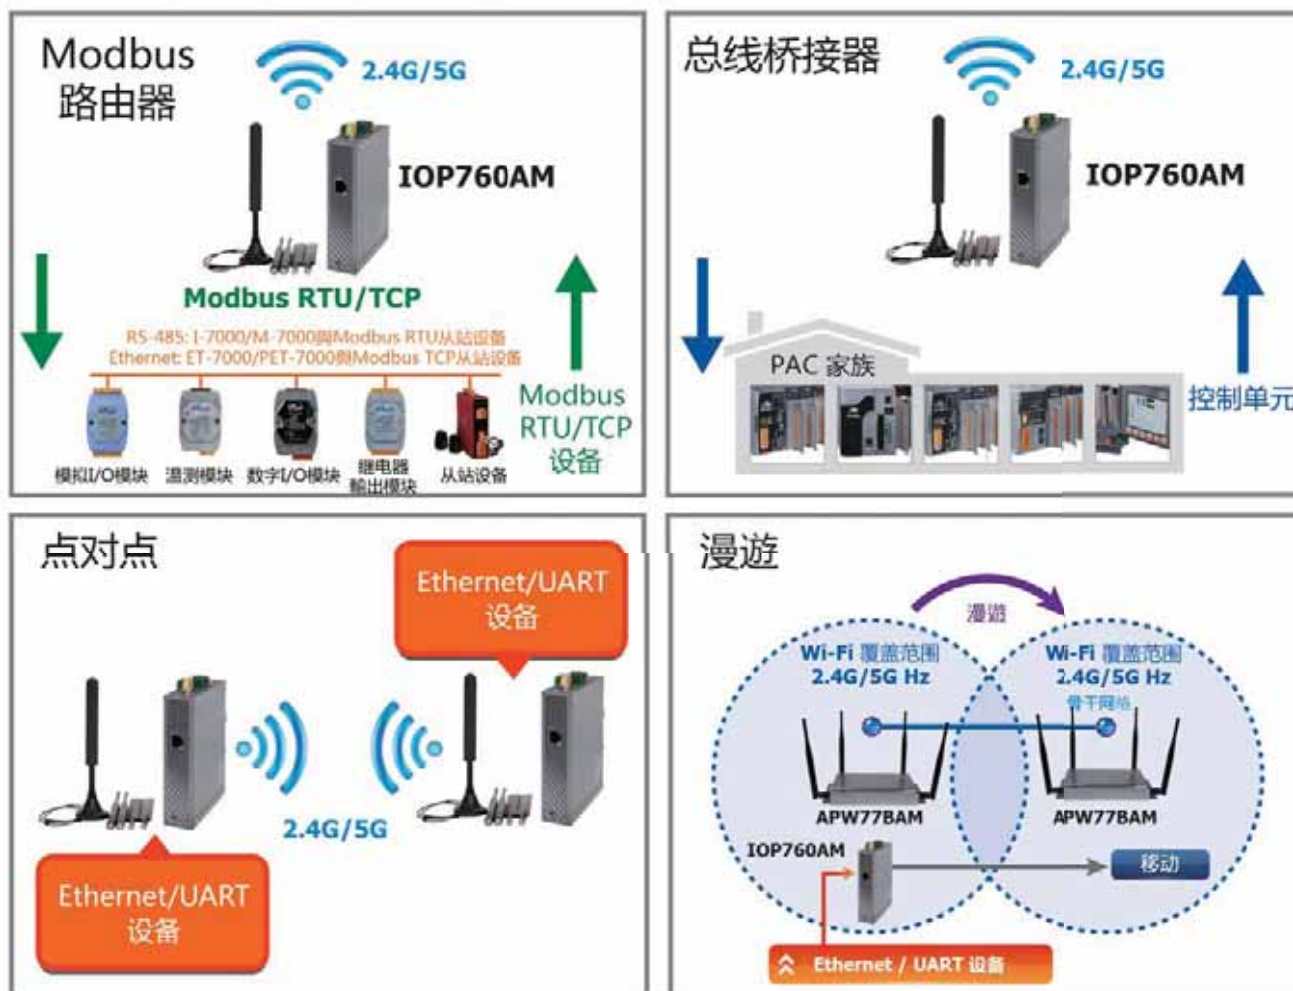 Modbus
路由器
2.4G/5G
IOP760AM
Modbus RTU/TCP
RS-485: I-7000/M-7000與Modbus RTU从站设备
Ethernet: ET-7000/PET-7000與Modbus TCP从站设备
模拟I/O模块
温测模块
数字I/O模块
继电器
输出模块
从站设备
Modbus
RTU/TCP
设备
总线桥接器
2.4G/5G
IOP760AM
PAC 家族
控制单元
点对点
Ethernet/UART
设备
2.4G/5G
Ethernet/UART
设备
漫遊
漫遊
Wi-Fi 覆盖范围
2.4G/5G Hz
Wi-Fi 覆盖范围
2.4G/5G Hz
骨干网络
APW77BAM
APW77BAM
IOP760AM
移动
Ethernet / UART 设备